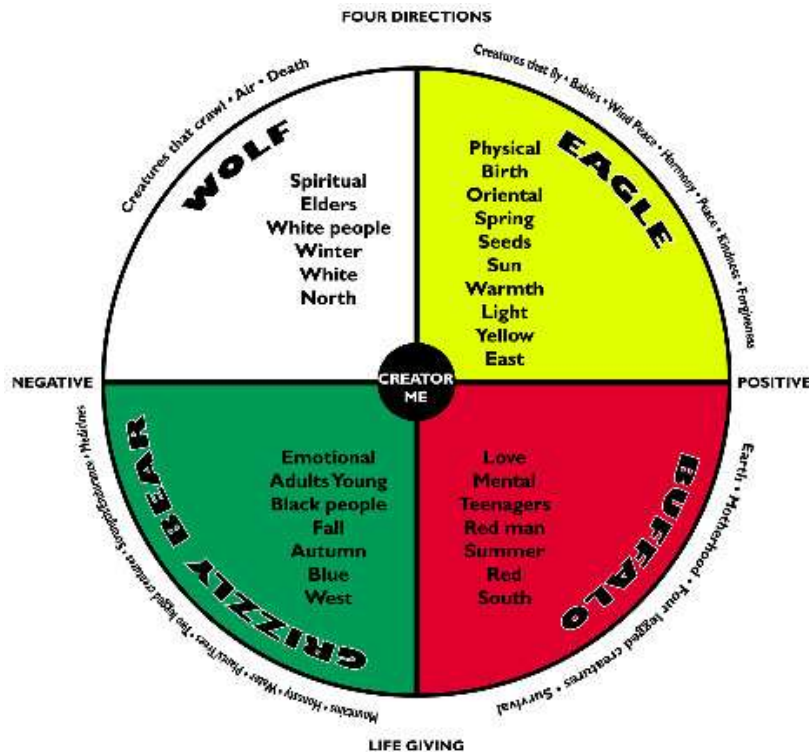 FOUR DIRECTIONS
Creatures that crawl • Air • Death
WOLF
Spiritual
Elders
White people
Winter
White
North
Creatures that fly • Babies • Wind Peace • Harmony • Peace • Kindness • Forgiveness
EAGLE
Physical
Birth
Oriental
Spring
Seeds
Sun
Warmth
Light
Yellow
East
NEGATIVE
CREATOR
ME
POSITIVE
Mountains • Honesty • Water • Plants/Trees • Two legged creatures • Strength/Endurance • Medicines
GRIZZLY BEAR
Emotional
Adults Young
Black people
Fall
Autumn
Blue
West
Love
Mental
Teenagers
Red man
Summer
Red
South
BUFFALO
Earth • Motherhood • Four legged creatures • Survival
LIFE GIVING